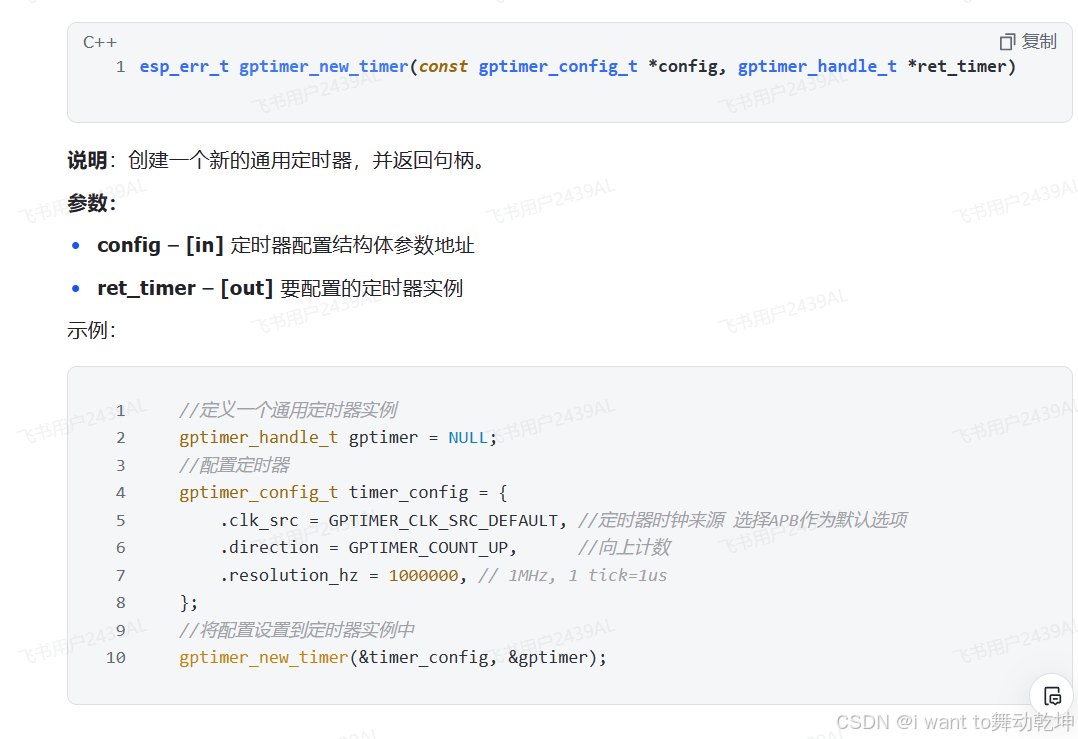 C++
复制
1 esp_err_t gptimer_new_timer(const gptimer_config_t *config, gptimer_handle_t *ret_timer)
说明：创建一个新的通用定时器，并返回句柄。
参数：
• config – [in] 定时器配置结构体参数地址
• ret_timer – [out] 要配置的定时器实例
示例：
1 //定义一个通用定时器实例
2 gptimer_handle_t gptimer = NULL;
3 //配置定时器
4 gptimer_config_t timer_config = {
5 .clk_src = GPTIMER_CLK_SRC_DEFAULT, //定时器时钟来源 选择APB作为默认选项
6 .direction = GPTIMER_COUNT_UP, //向上计数
7 .resolution_hz = 1000000, // 1MHz, 1 tick=1us
8 };
9 //将配置设置到定时器实例中
10 gptimer_new_timer(&timer_config, &gptimer);
飞书用户2439AL
CSDN @i want to舞动乾坤